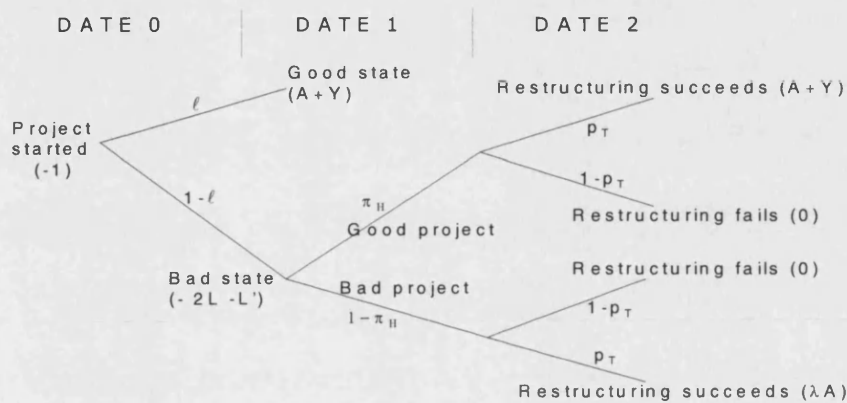 DATE 0
DATE 1
DATE 2
Good state
(A + Y)
Restructuring succeeds (A + Y)
ℓ
Project
started
(-1)
p_T
1-p_T
1-ℓ
π_H
Restructuring fails (0)
Good project
Restructuring fails (0)
Bad state
(- 2L -L')
Bad project
1-p_T
1-π_H
p_T
Restructuring succeeds (λA)